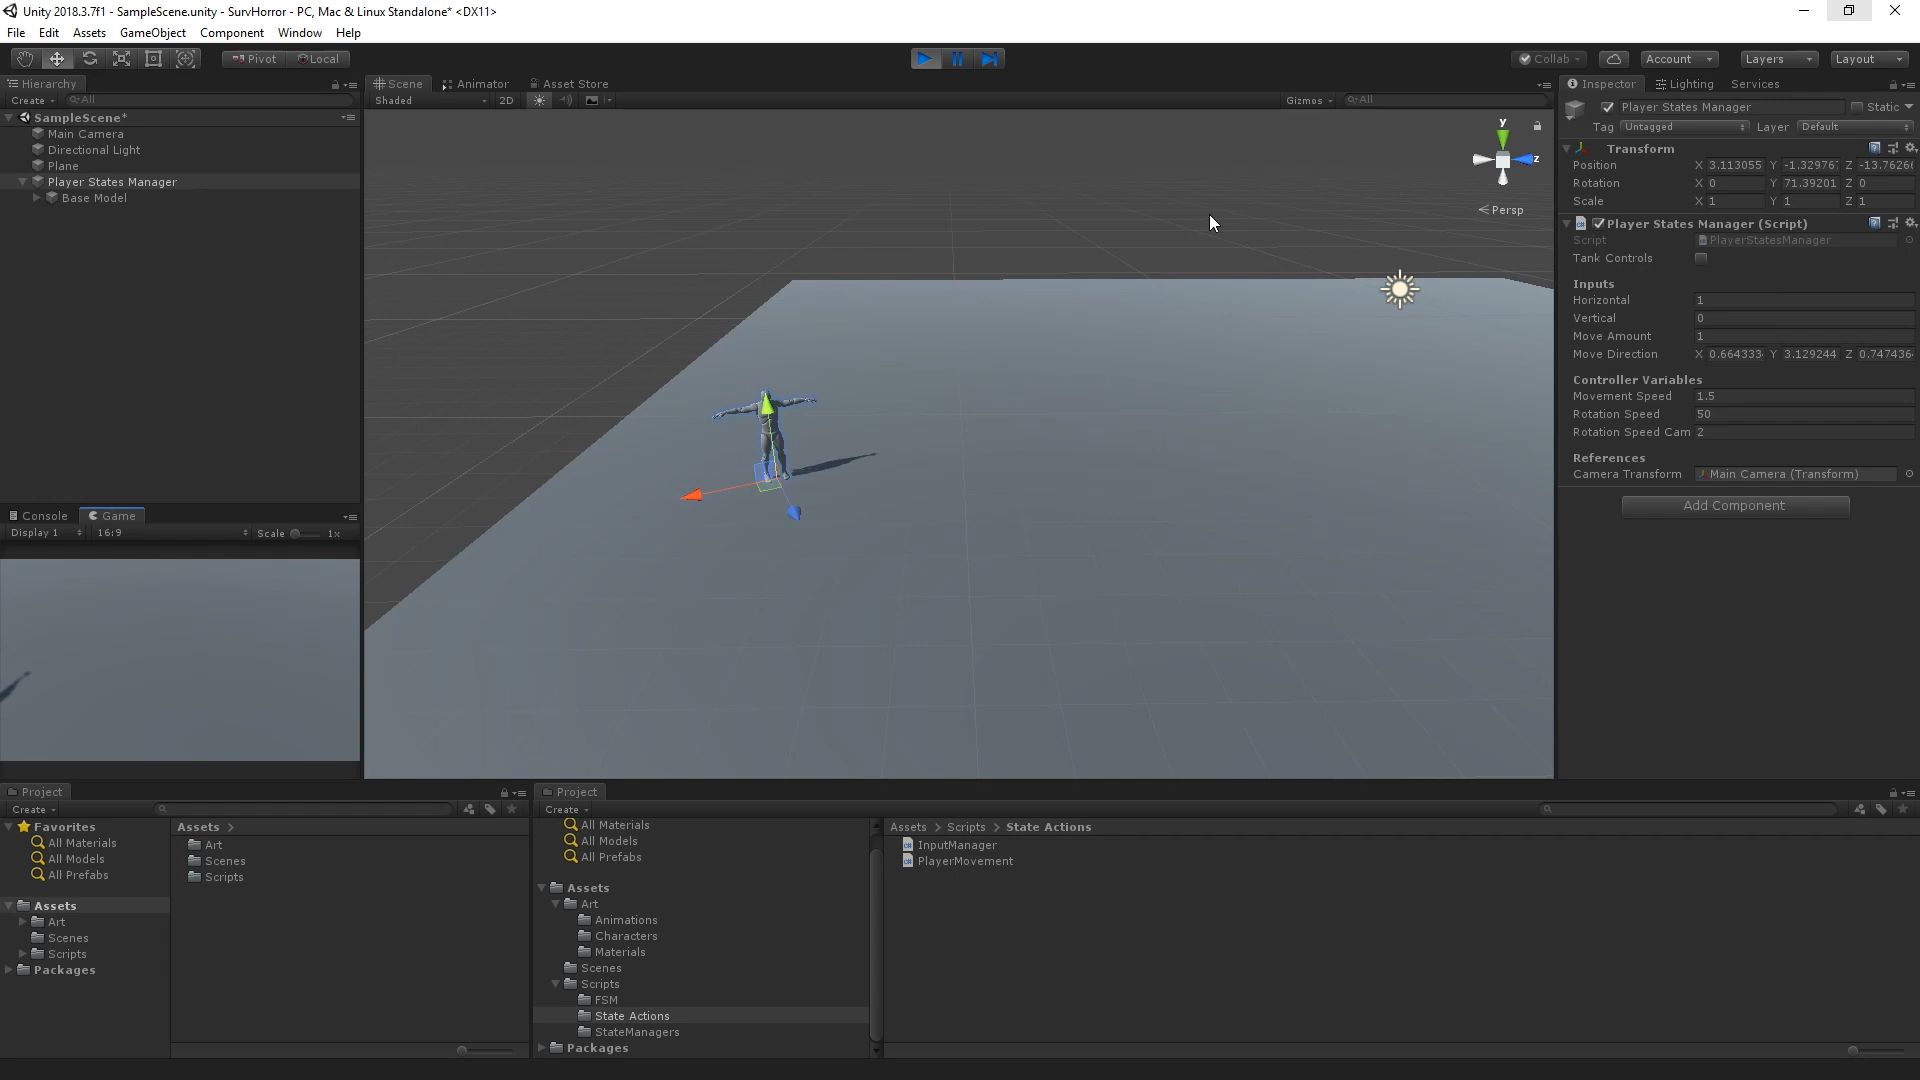 Unity 2018.3.7f1 - SampleScene.unity - SurvHorror - PC, Mac & Linux Standalone* <DX11>
File Edit Assets GameObject Component Window Help
Pivot Local
Collab Account Layers Layout
Hierarchy
Create All
SampleScene*
Main Camera
Directional Light
Plane
Player States Manager
Base Model
Console Game
Display 1 16:9 Scale 1x
Scene Animator Asset Store
Shaded 2D Gizmos All
y
z
Persp
Inspector Lighting Services
Player States Manager Static
Tag Untagged Layer Default
Transform
Position X 3.113055 Y -1.32976 Z -13.7626
Rotation X 0 Y 71.39201 Z 0
Scale X 1 Y 1 Z 1
Player States Manager (Script)
Script PlayerStatesManager
Tank Controls
Inputs
Horizontal 1
Vertical 0
Move Amount 1
Move Direction X 0.664333 Y 3.129244 Z 0.747436
Controller Variables
Movement Speed 1.5
Rotation Speed 50
Rotation Speed Cam 2
References
Camera Transform Main Camera (Transform)
Add Component
Project
Create
Favorites
All Materials
All Models
All Prefabs
Assets
Art
Scenes
Scripts
Packages
Assets >
Art
Scenes
Scripts
Project
Create
All Materials
All Models
All Prefabs
Assets
Art
Animations
Characters
Materials
Scenes
Scripts
FSM
State Actions
StateManagers
Packages
Assets > Scripts > State Actions
InputManager
PlayerMovement